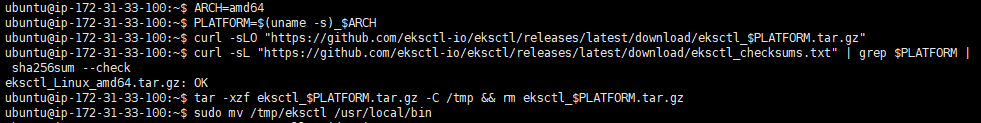 ubuntu@ip-172-31-33-100:~$ ARCH=amd64
ubuntu@ip-172-31-33-100:~$ PLATFORM=$(uname -s)_$ARCH
ubuntu@ip-172-31-33-100:~$ curl -sLO "https://github.com/eksctl-io/eksctl/releases/latest/download/eksctl_$PLATFORM.tar.gz"
ubuntu@ip-172-31-33-100:~$ curl -sL "https://github.com/eksctl-io/eksctl/releases/latest/download/eksctl_checksums.txt" | grep $PLATFORM |
sha256sum --check
eksctl_Linux_amd64.tar.gz: OK
ubuntu@ip-172-31-33-100:~$ tar -xzf eksctl_$PLATFORM.tar.gz -C /tmp && rm eksctl_$PLATFORM.tar.gz
ubuntu@ip-172-31-33-100:~$ sudo mv /tmp/eksctl /usr/local/bin